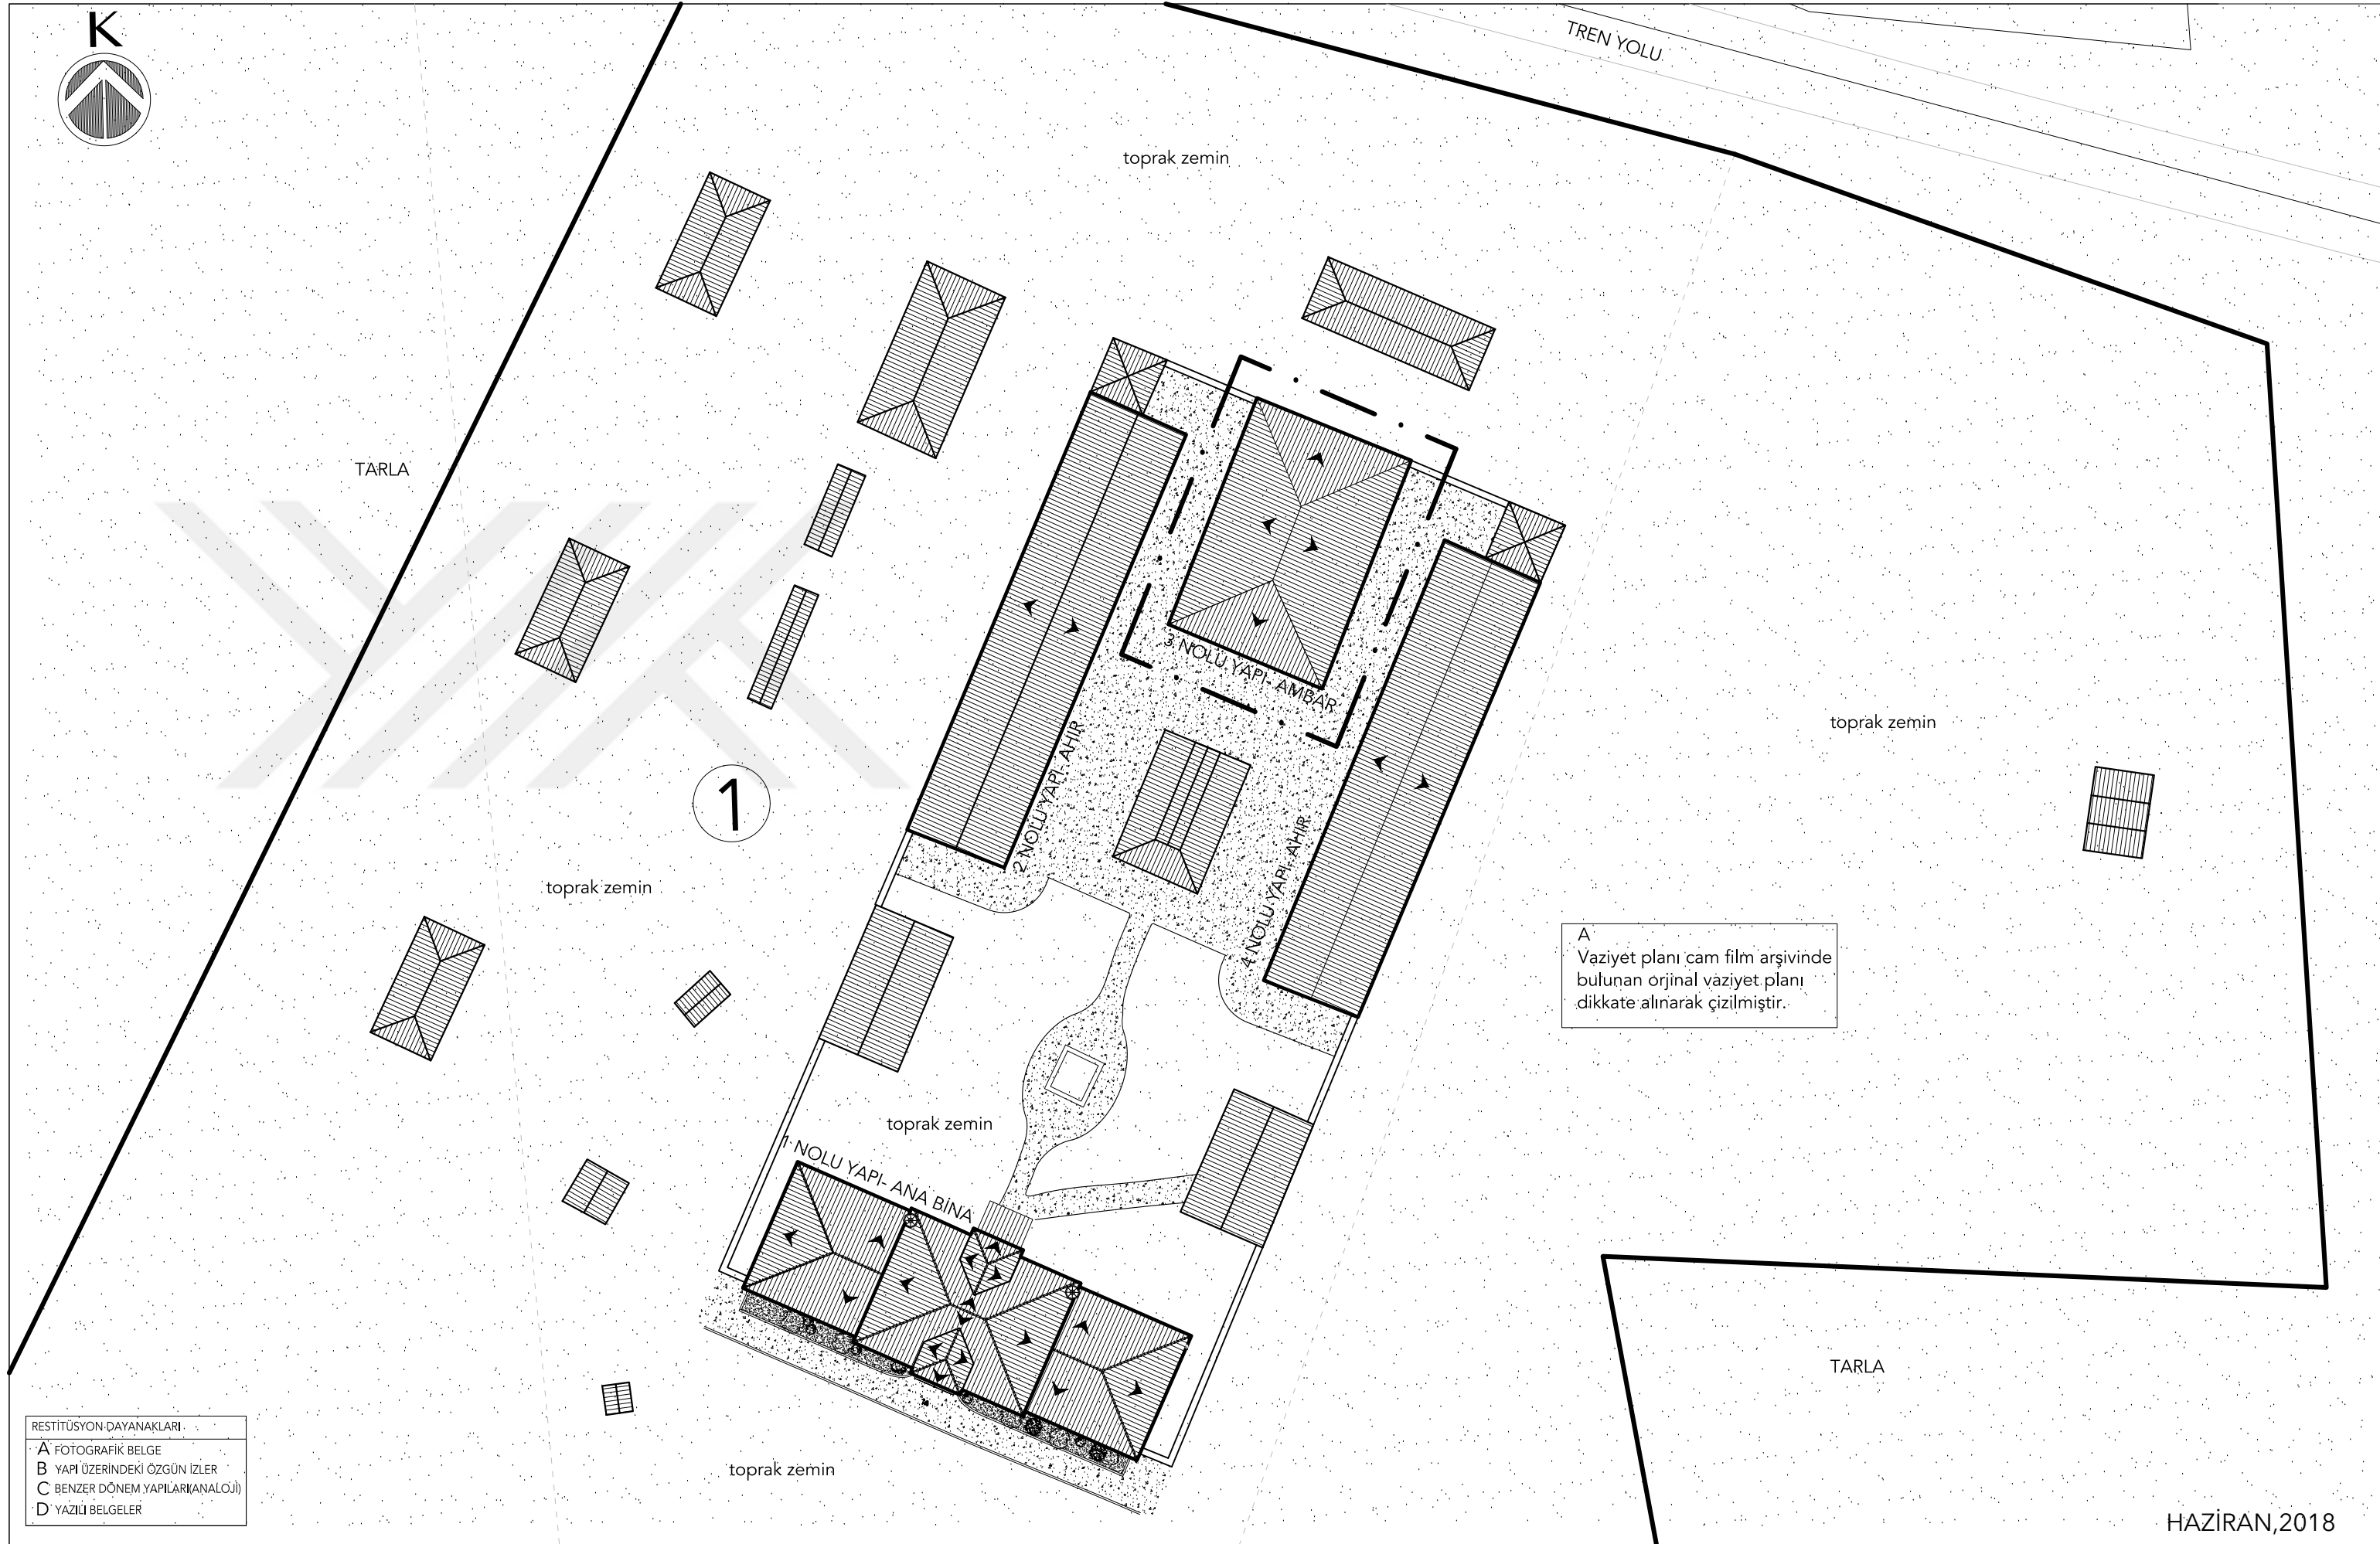 K
TREN YOLU
toprak zemin
TARLA
3 NOLU YAPI- AMBAR
2 NOLU YAPI- AHIR
4 NOLU YAPI- AHIR
toprak zemin
1
toprak zemin
A
Vaziyet planı cam film arşivinde
bulunan orjinal vaziyet planı
dikkate alınarak çizilmiştir.
toprak zemin
1 NOLU YAPI- ANA BİNA
TARLA
toprak zemin
RESTİTÜSYON DAYANAKLARI
A FOTOGRAFİK BELGE
B YAPI ÜZERİNDEKİ ÖZGÜN İZLER
C BENZER DÖNEM YAPILARI(ANALOJİ)
D YAZILI BELGELER
HAZİRAN,2018